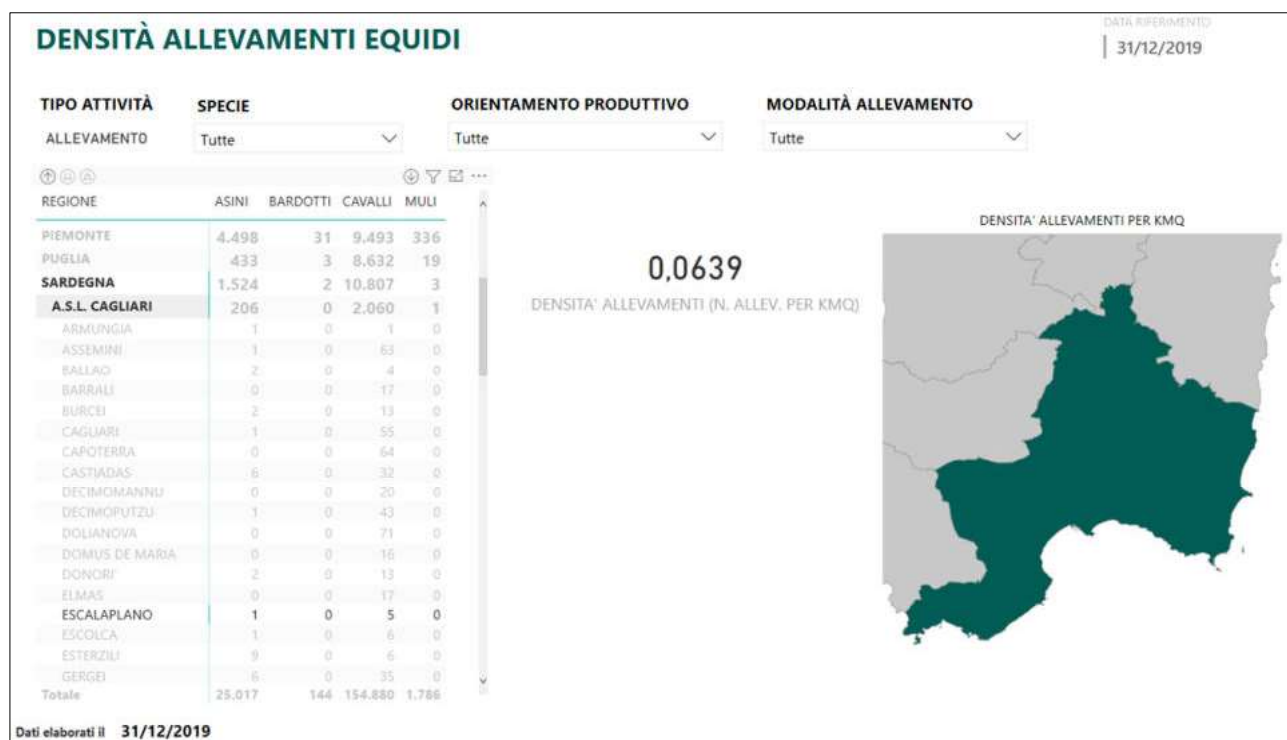 DATA RIFERIMENTO
DENSITÀ ALLEVAMENTI EQUIDI
31/12/2019
TIPO ATTIVITÀ SPECIE ORIENTAMENTO PRODUTTIVO MODALITÀ ALLEVAMENTO
ALLEVAMENTO Tutte Tutte Tutte
REGIONE ASINI BARDOTTI CAVALLI MULI
DENSITA' ALLEVAMENTI PER KMQ
PIEMONTE 4.498 31 9.493 336
PUGLIA 433 3 8.632 19
0,0639
SARDEGNA 1.524 2 10.807 3
DENSITA' ALLEVAMENTI (N. ALLEV. PER KMQ)
A.S.L. CAGLIARI 206 0 2.060 1
ARMUNGIA 1 0 1 0
ASSEMINI 1 0 63 0
BALLAO 2 0 4 0
BARRALI 0 0 17 0
BURCEI 2 0 13 0
CAGLIARI 1 0 55 0
CAPOTERRA 0 0 64 0
CASTIADAS 6 0 32 0
DECIMOMANNU 0 0 20 0
DECIMOPUTZU 1 0 43 0
DOLIANOVA 0 0 71 0
DOMUS DE MARIA 0 0 16 0
DONORI' 2 0 13 0
ELMAS 0 0 17 0
ESCALAPLANO 1 0 5 0
ESCOLCA 1 0 6 0
ESTERZILI 9 0 6 0
GERGEI 6 0 35 0
Totale 25.017 144 154.880 1.786
Dati elaborati il 31/12/2019